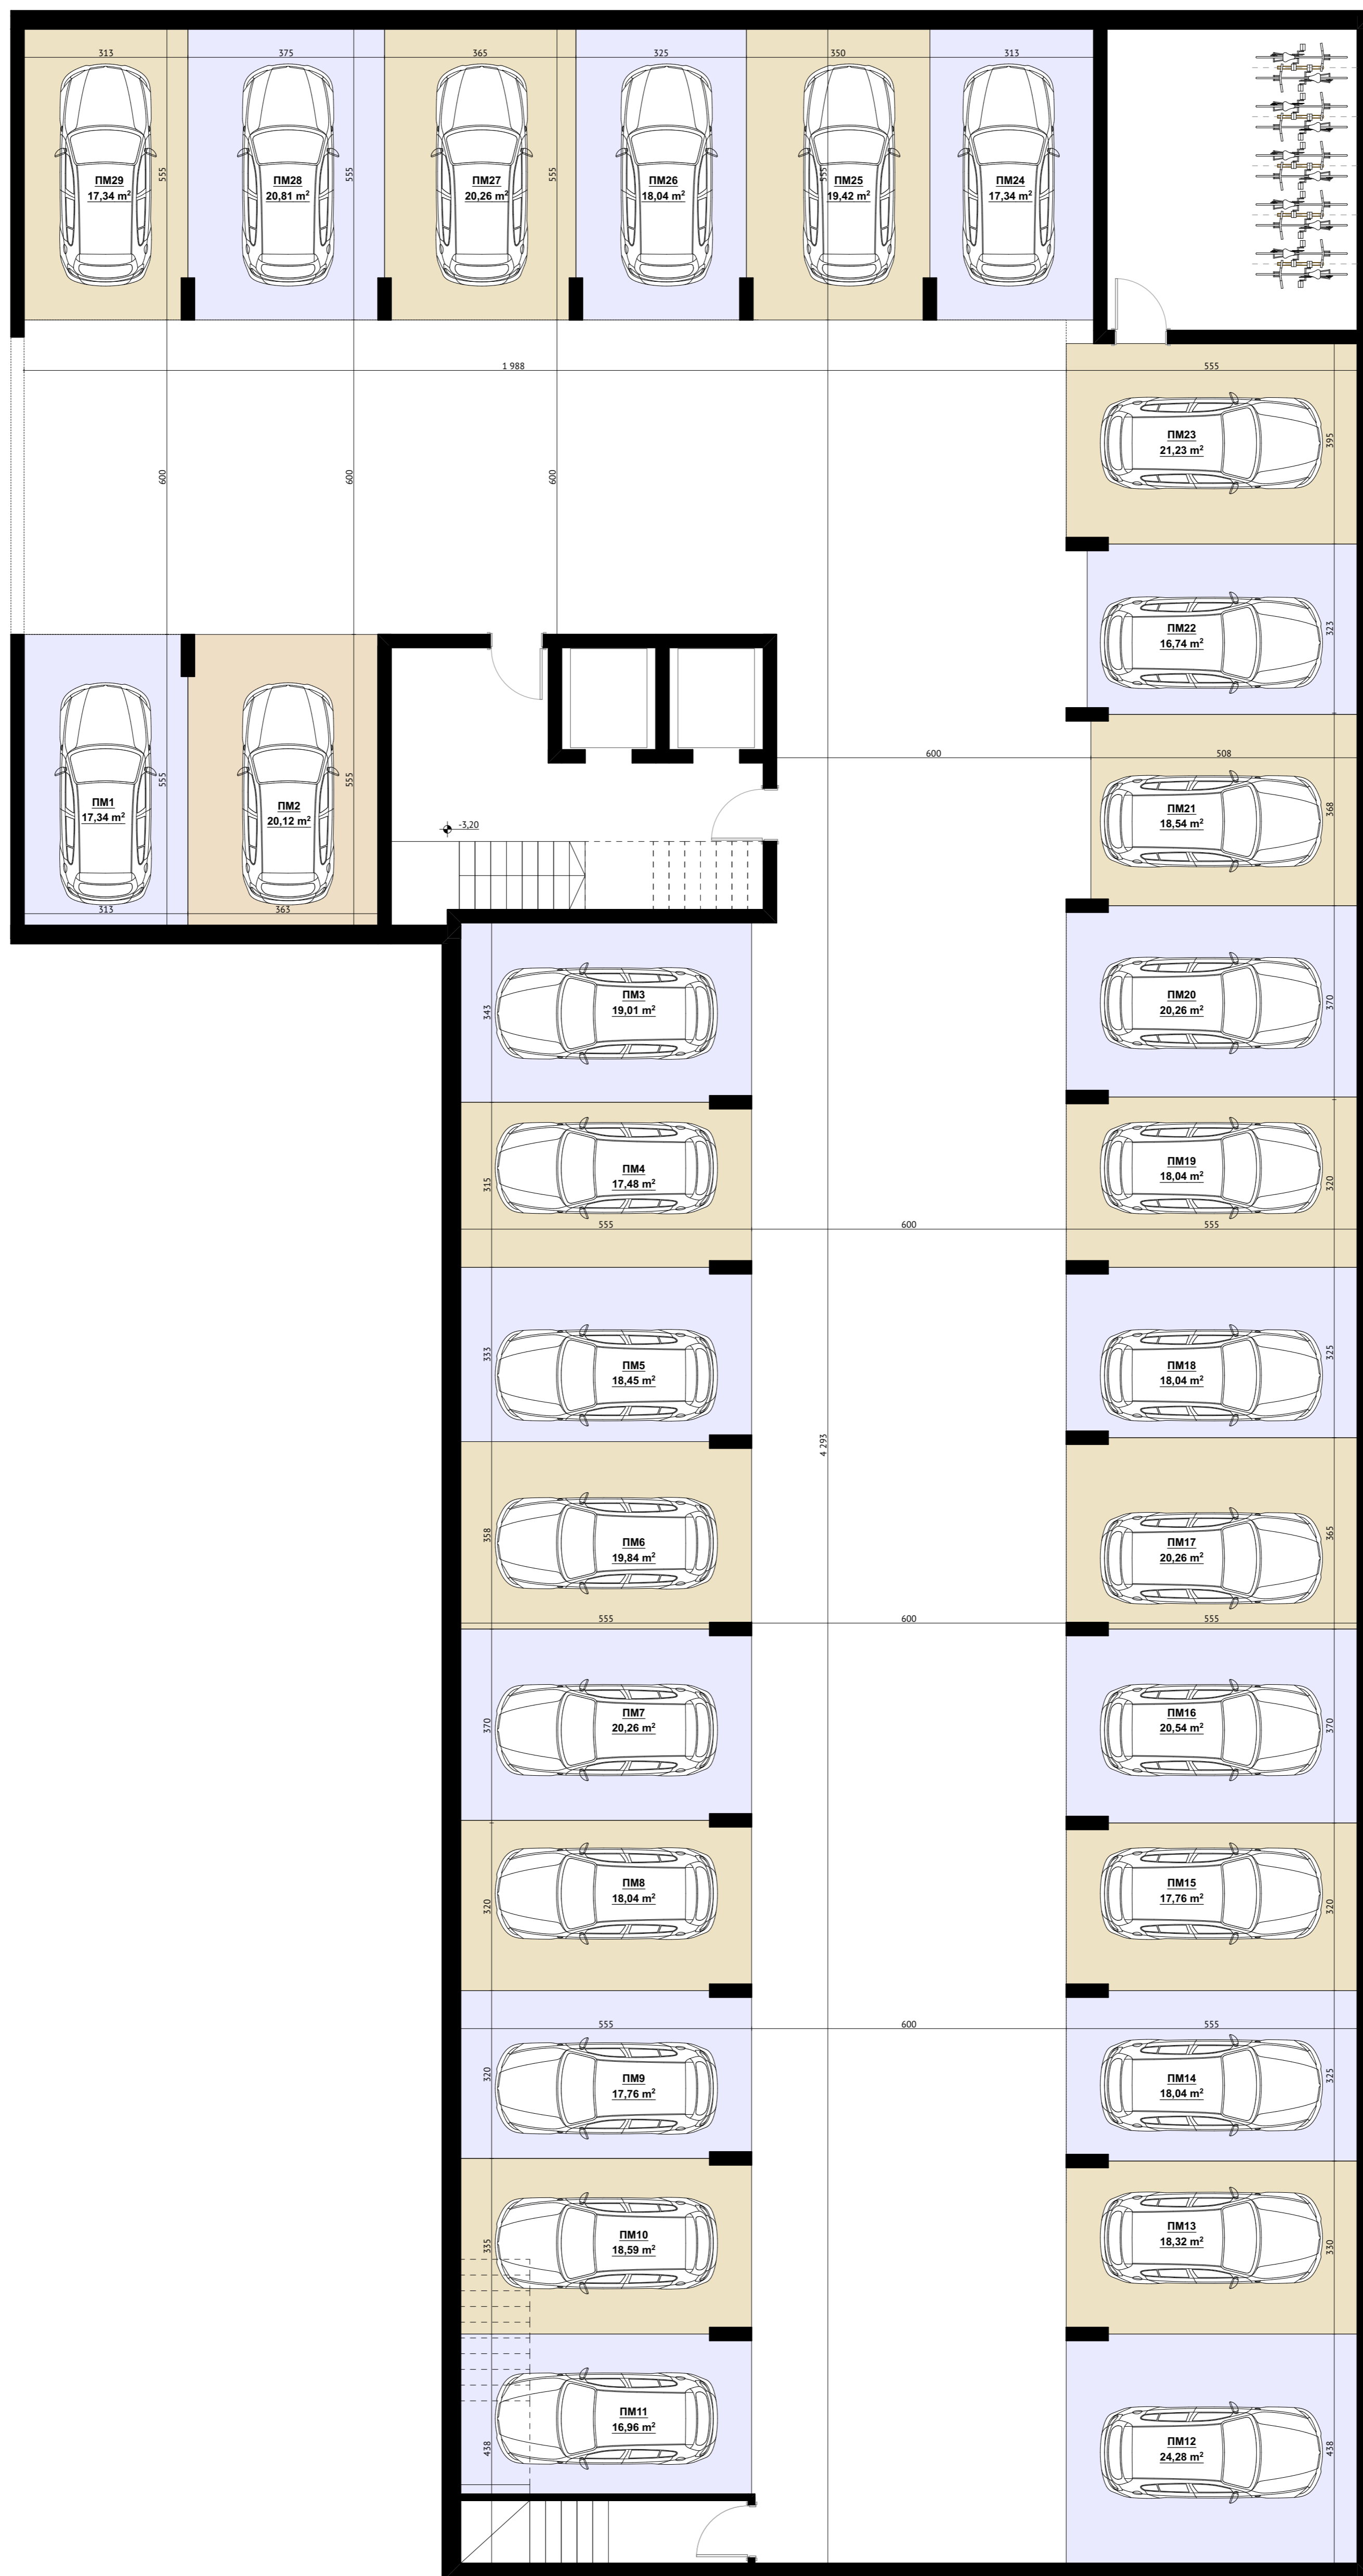 313 375 365 325 350 313
555 555 555 555
ПМ29 ПМ28 ПМ27 ПМ26 ПМ25 ПМ24
17,34 m² 20,81 m² 20,26 m² 18,04 m² 19,42 m² 17,34 m²
1 988 555
ПМ23
21,23 m²
395
600 600 600
ПМ22
16,74 m²
323
600 508
555 555
ПМ1
17,34 m²
ПМ2
20,12 m²
-3,20
ПМ21
18,54 m²
368
313 363
343
ПМ3
19,01 m²
ПМ20
20,26 m²
370
315
ПМ4
17,48 m²
ПМ19
18,04 m²
320
555 600 555
333
ПМ5
18,45 m²
ПМ18
18,04 m²
325
4 293
358
ПМ6
19,84 m²
ПМ17
20,26 m²
365
555 600 555
370
ПМ7
20,26 m²
ПМ16
20,54 m²
370
320
ПМ8
18,04 m²
ПМ15
17,76 m²
320
555 600 555
320
ПМ9
17,76 m²
ПМ14
18,04 m²
325
335
ПМ10
18,59 m²
ПМ13
18,32 m²
330
438
ПМ11
16,96 m²
ПМ12
24,28 m²
438